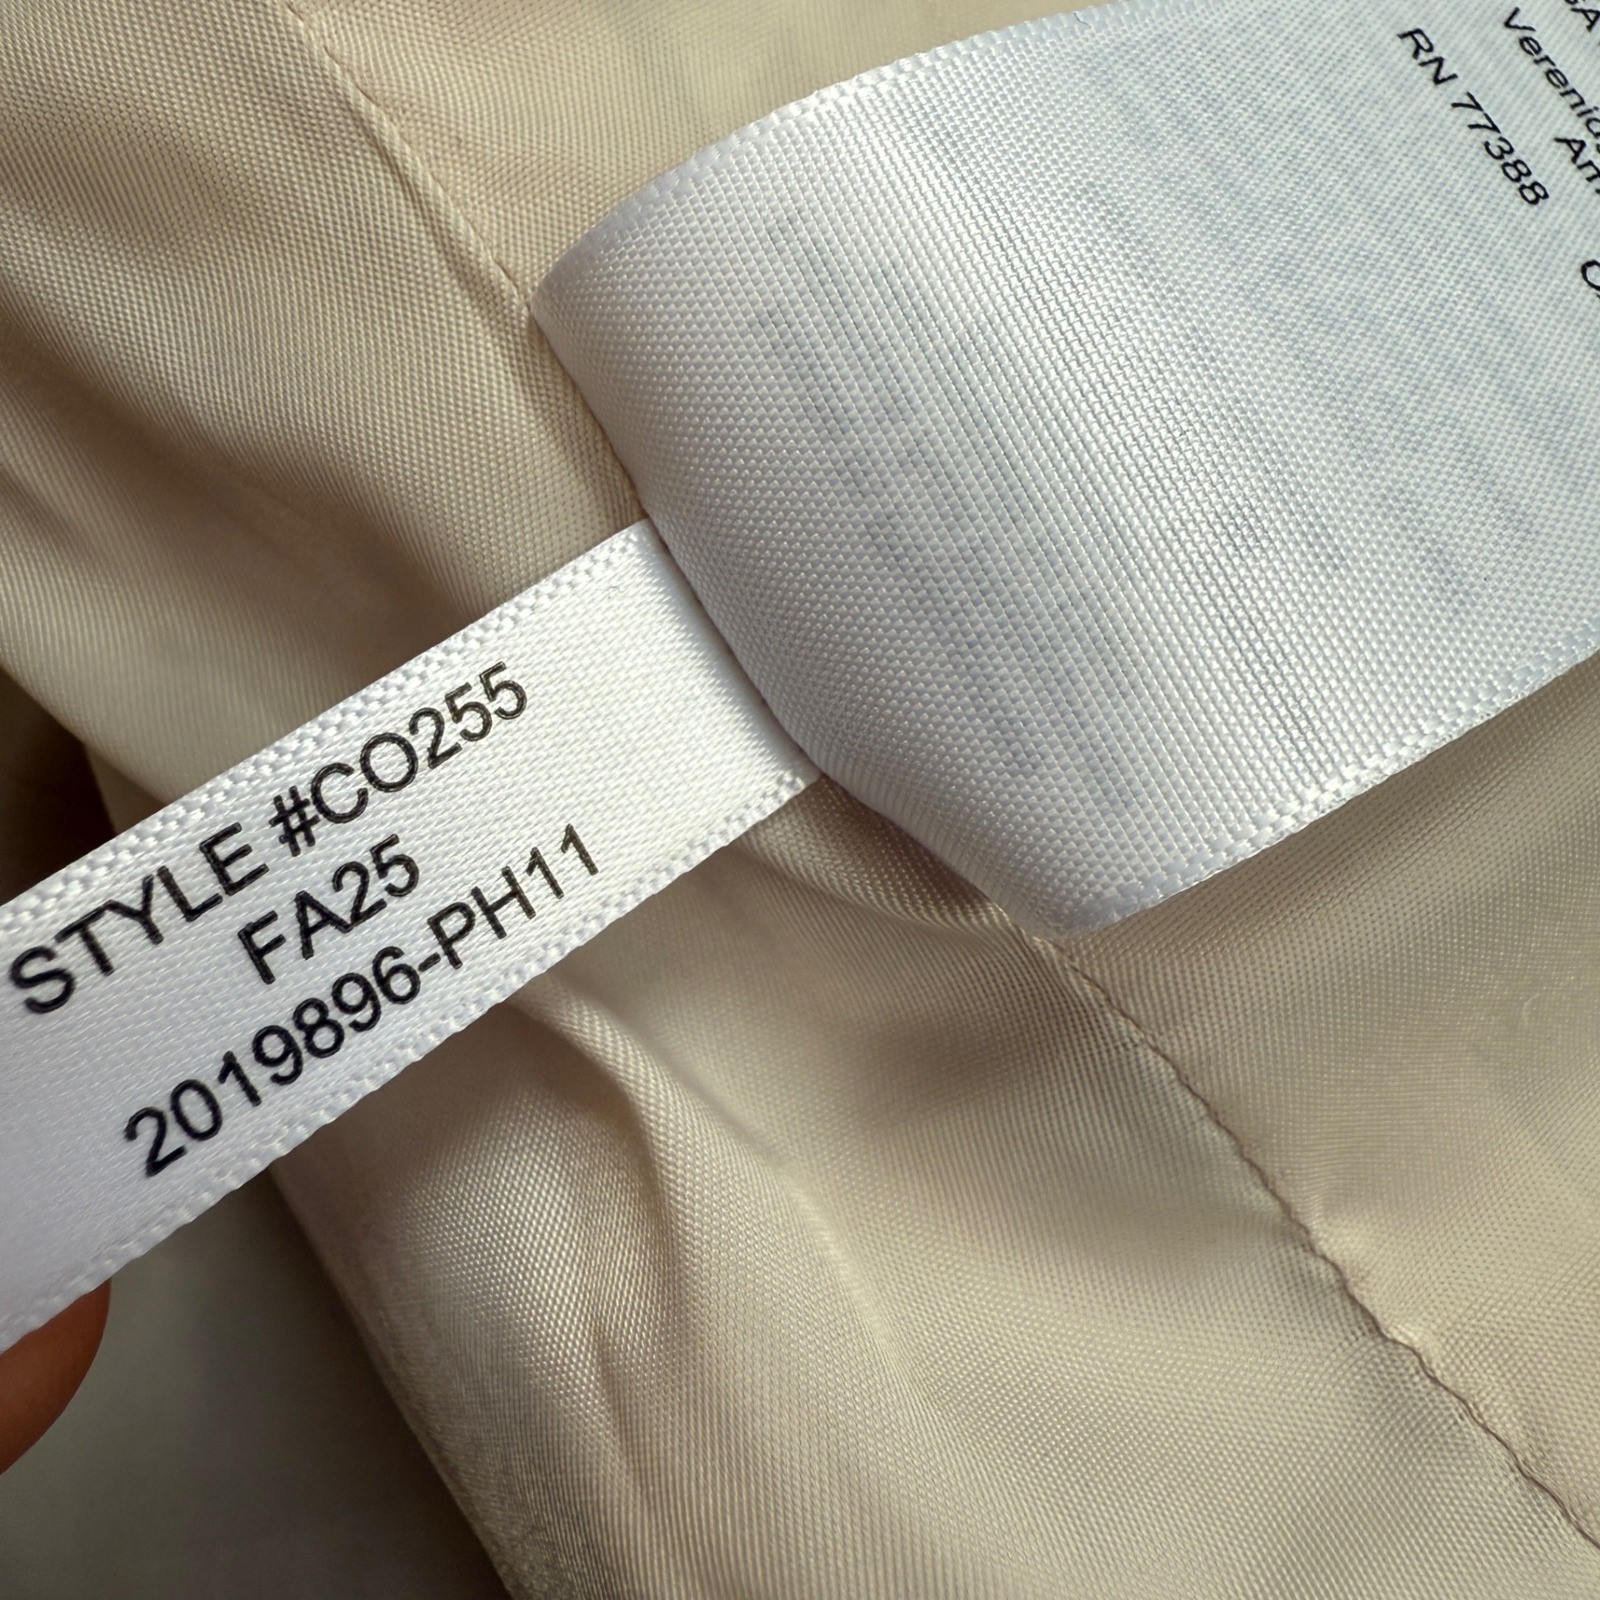 STYLE #CO255
FA25
2019896-PH11
RN 77388